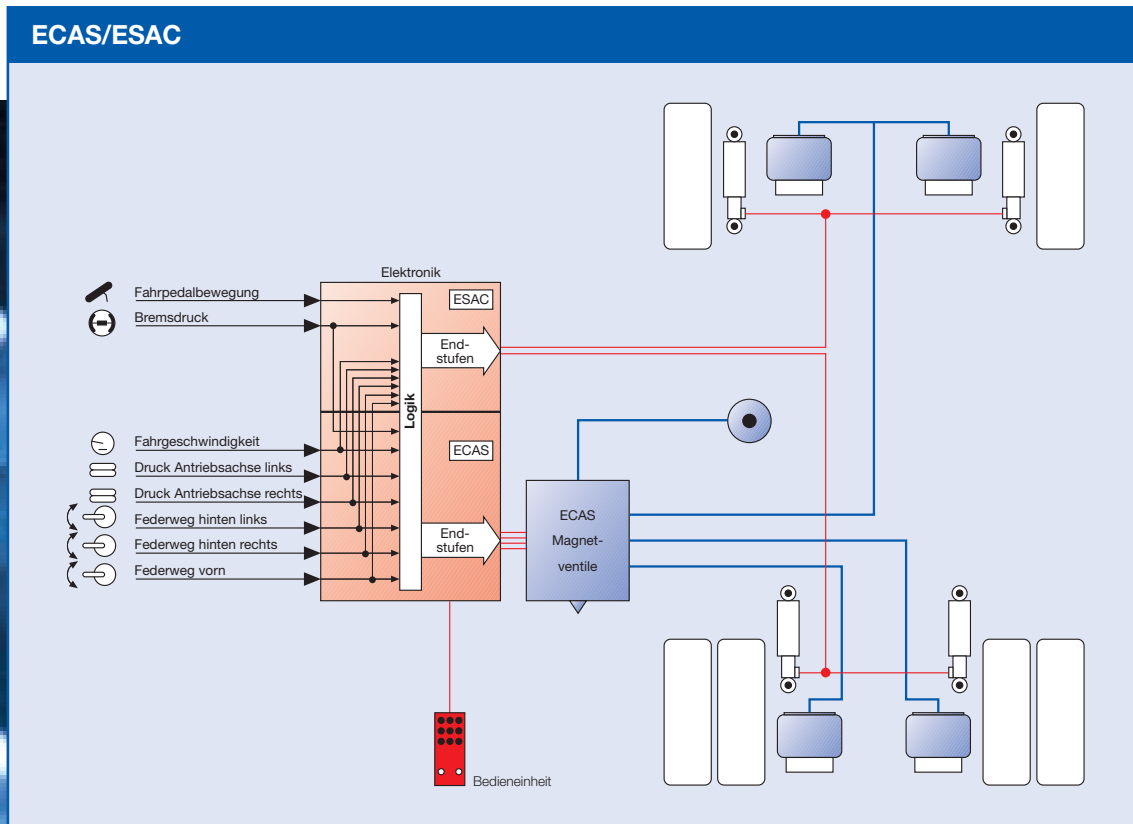 ECAS/ESAC
Elektronik
Fahrpedalbewegung
Bremsdruck
ESAC
End-
stufen
Logik
Fahrgeschwindigkeit
Druck Antriebsachse links
Druck Antriebsachse rechts
Federweg hinten links
Federweg hinten rechts
Federweg vorn
ECAS
End-
stufen
ECAS
Magnet-
ventile
Bedieneinheit